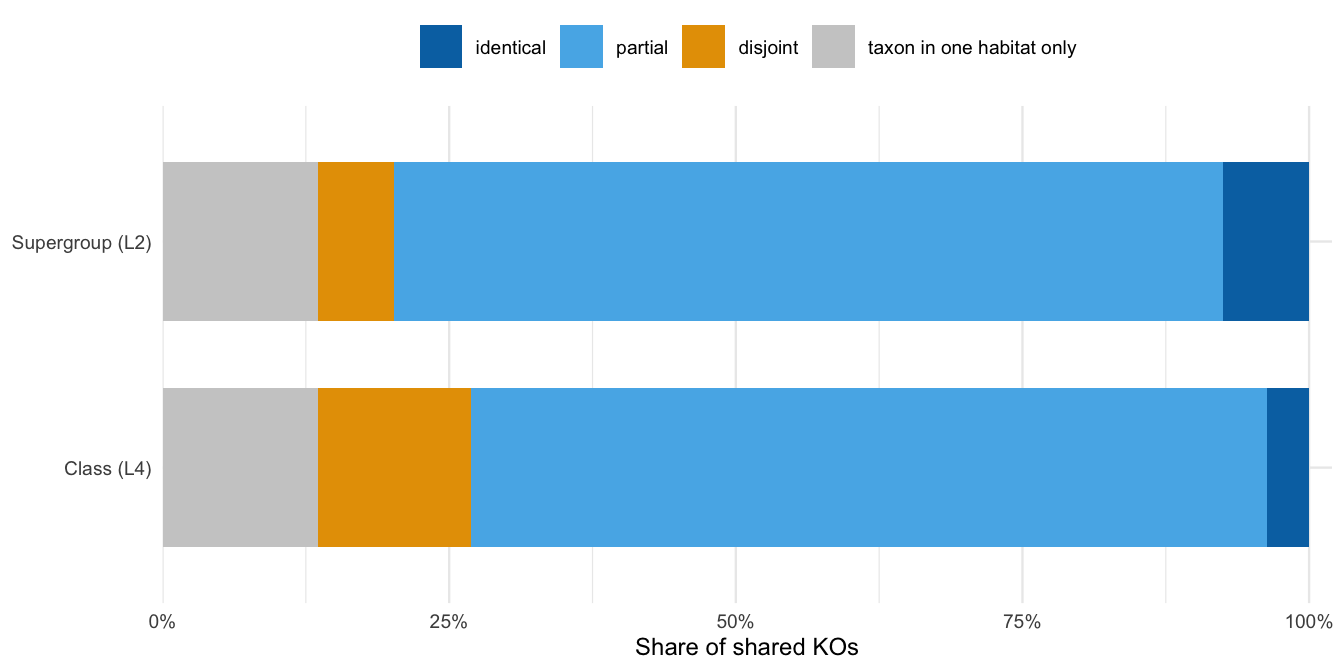 identical partial disjoint taxon in one habitat only
Supergroup (L2)
Class (L4)
0% 25% 50% 75% 100%
Share of shared KOs